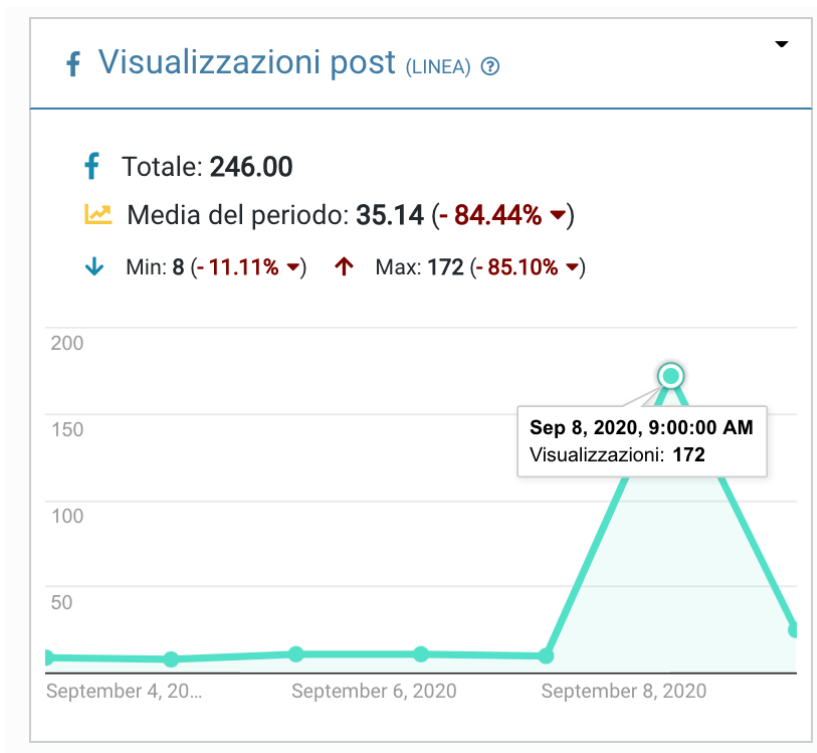 Visualizzazioni post (LINEA) ?
Totale: 246.00
Media del periodo: 35.14 (- 84.44% ▾)
Min: 8 (- 11.11% ▾) Max: 172 (- 85.10% ▾)
200
150
Sep 8, 2020, 9:00:00 AM
Visualizzazioni: 172
100
50
September 4, 20... September 6, 2020 September 8, 2020